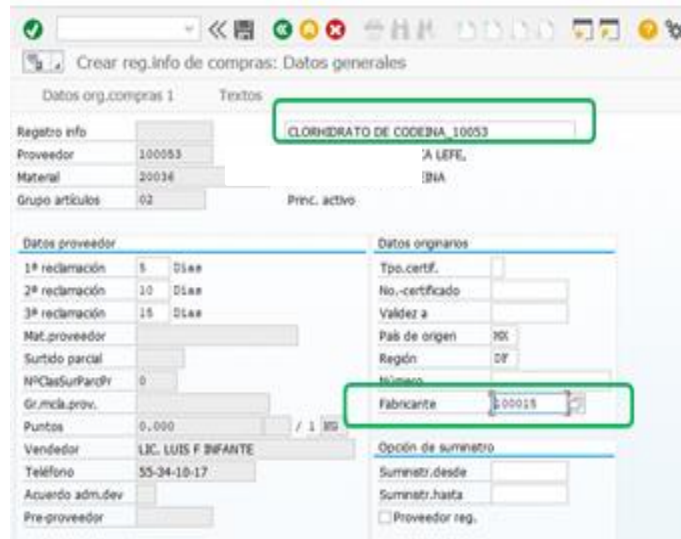 Crear reg.info de compras: Datos generales
Datos org.compras 1 Textos
Registro info CLORHIDRATO DE CODEINA_10053
Proveedor 100053 A LEFE,
Material 20036 INA
Grupo artículos 02 Princ. activo
Datos proveedor Datos originarios
1ª reclamación 5 Días Tpo.certif.
2ª reclamación 10 Días No.-certificado
3ª reclamación 15 Días Validez a
Mat.proveedor País de origen MX
Surtido parcial Región DF
NºClasSurParcPr 0 Número
Gr.mcía.prov. Fabricante 100015
Puntos 0.000 / 1 KG
Vendedor LIC. LUIS F INFANTE Opción de suministro
Teléfono 55-34-10-17 Suministr.desde
Acuerdo adm.dev Suministr.hasta
Pre-proveedor Proveedor reg.